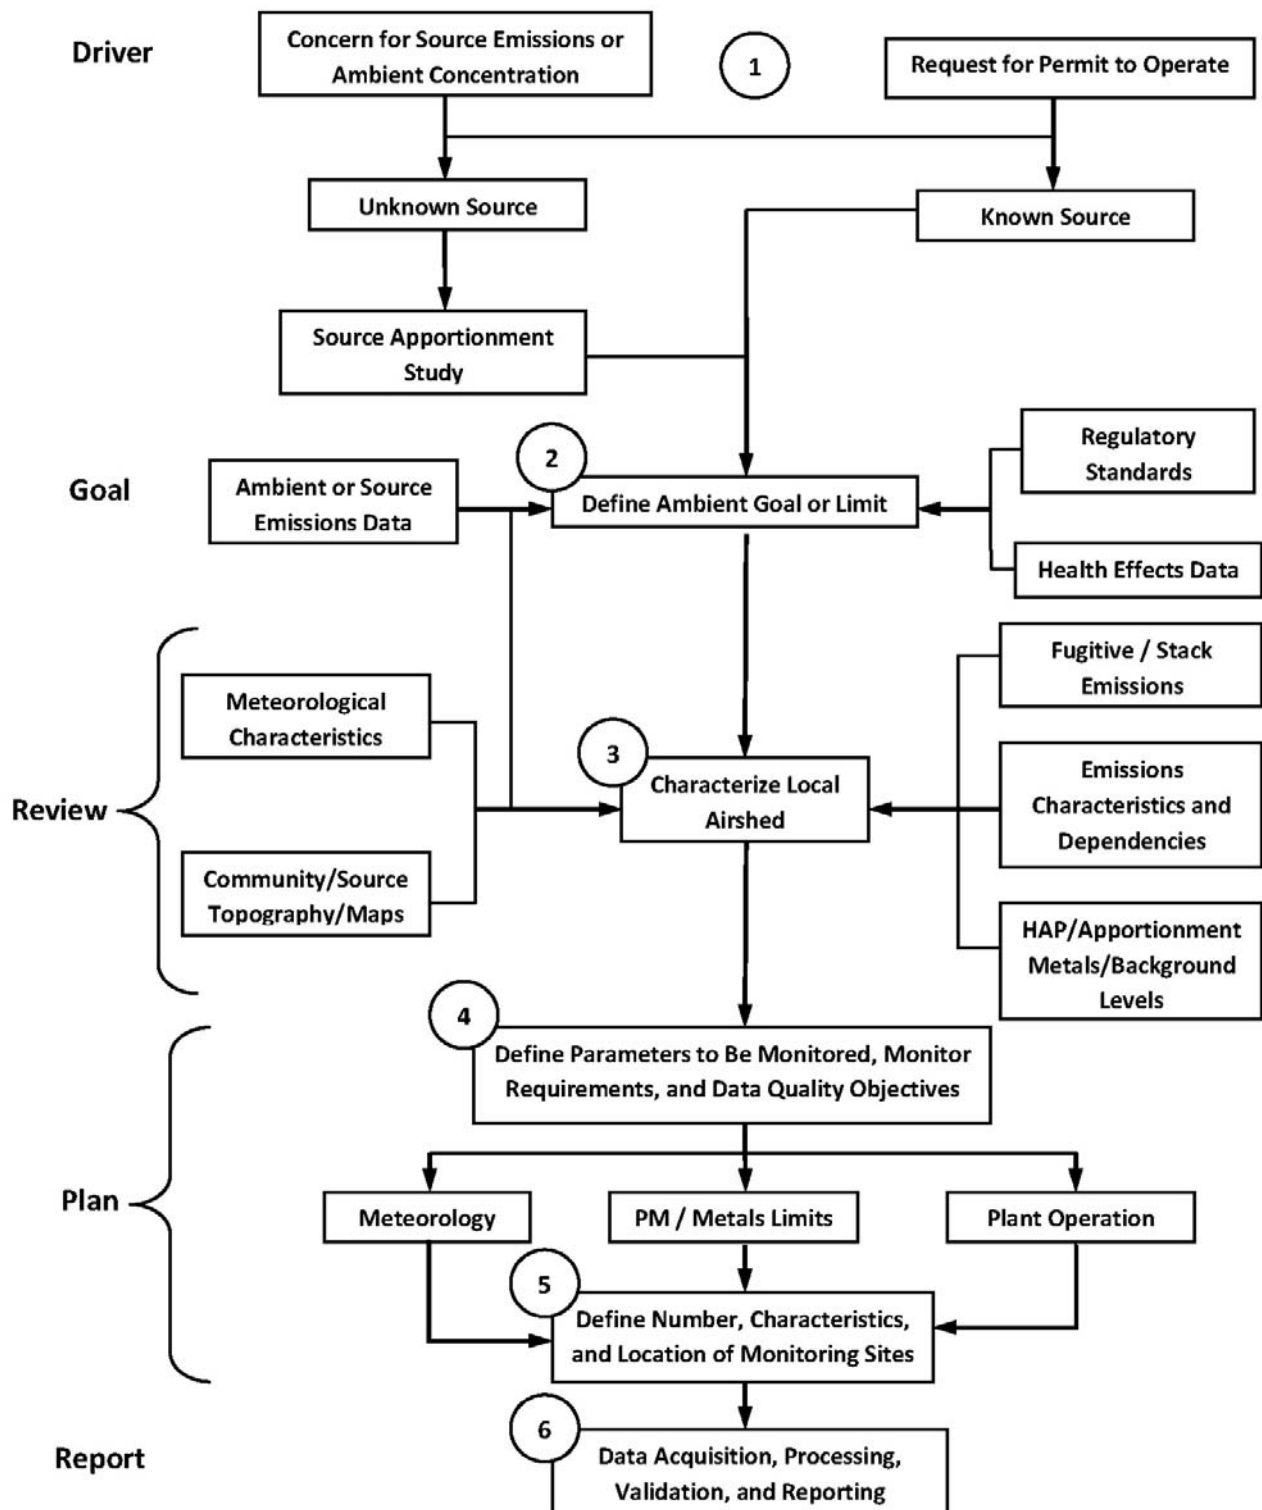 Driver
Concern for Source Emissions or
Ambient Concentration
1
Request for Permit to Operate
Unknown Source
Known Source
Source Apportionment
Study
Goal
2
Define Ambient Goal or Limit
Ambient or Source
Emissions Data
Regulatory
Standards
Health Effects Data
Review
Meteorological
Characteristics
Community/Source
Topography/Maps
3
Characterize Local
Airshed
Fugitive / Stack
Emissions
Emissions
Characteristics and
Dependencies
HAP/Apportionment
Metals/Background
Levels
Plan
4
Define Parameters to Be Monitored, Monitor
Requirements, and Data Quality Objectives
Meteorology
PM / Metals Limits
Plant Operation
5
Define Number, Characteristics,
and Location of Monitoring Sites
Report
6
Data Acquisition, Processing,
Validation, and Reporting